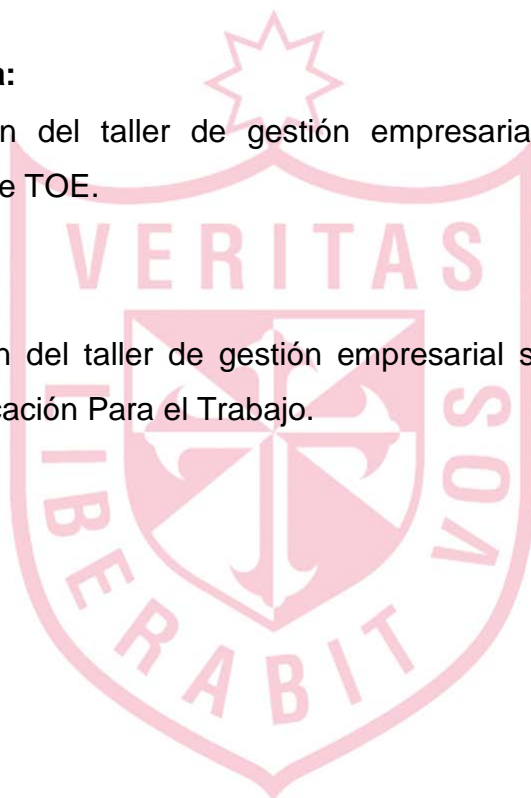 a:
n del taller de gestión empresaria
e TOE.
n del taller de gestión empresarial s
cación Para el Trabajo.
VERITAS
LIBERABIT
VOS